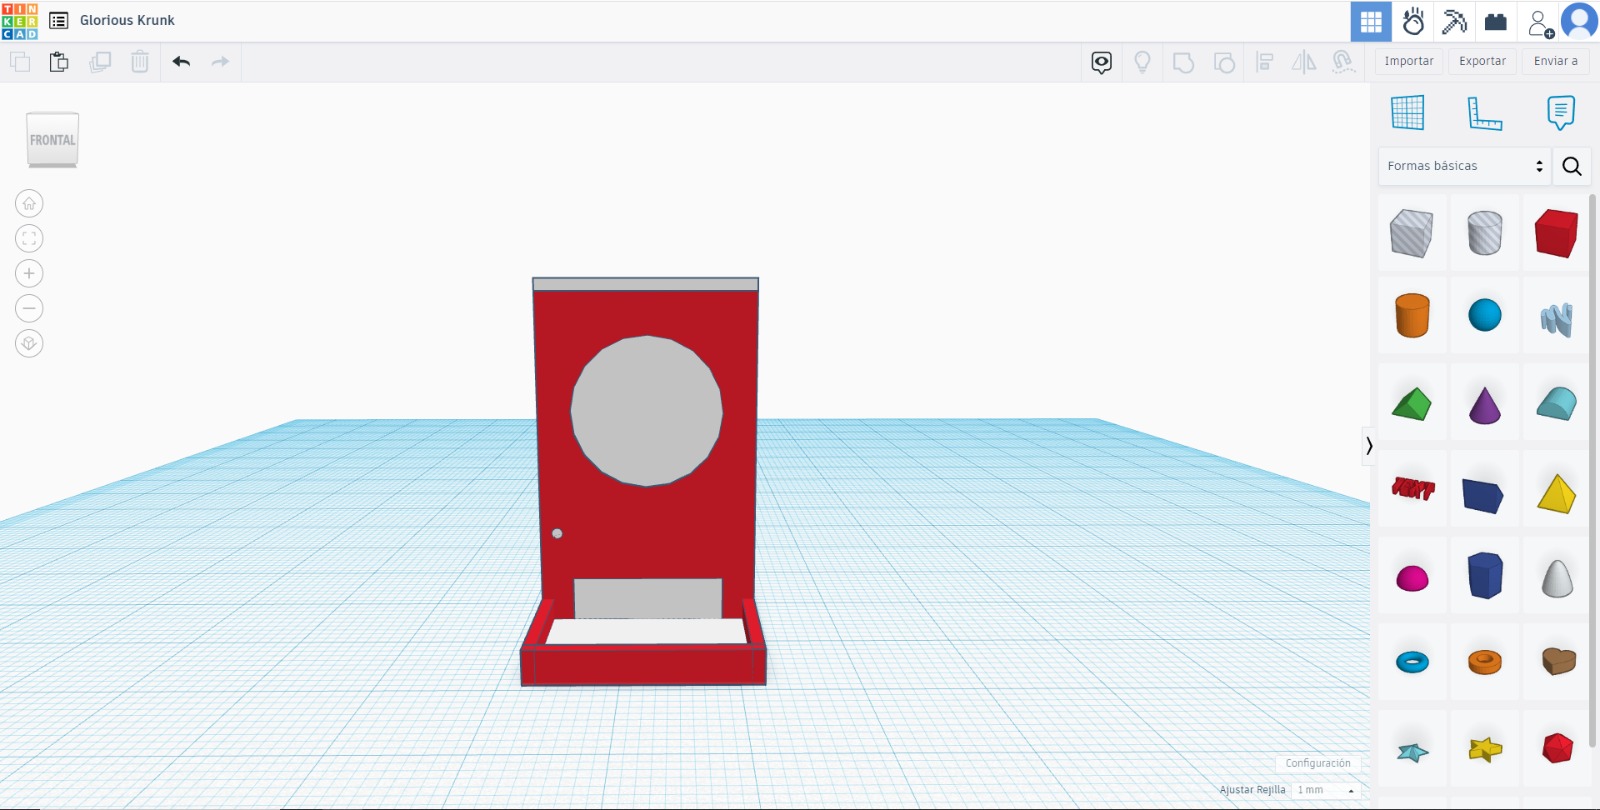 TIN
KER
CAD
Glorious Krunk
Importar
Exportar
Enviar a
FRONTAL
Formas básicas
TEXT
Configuración
Ajustar Rejilla
1 mm